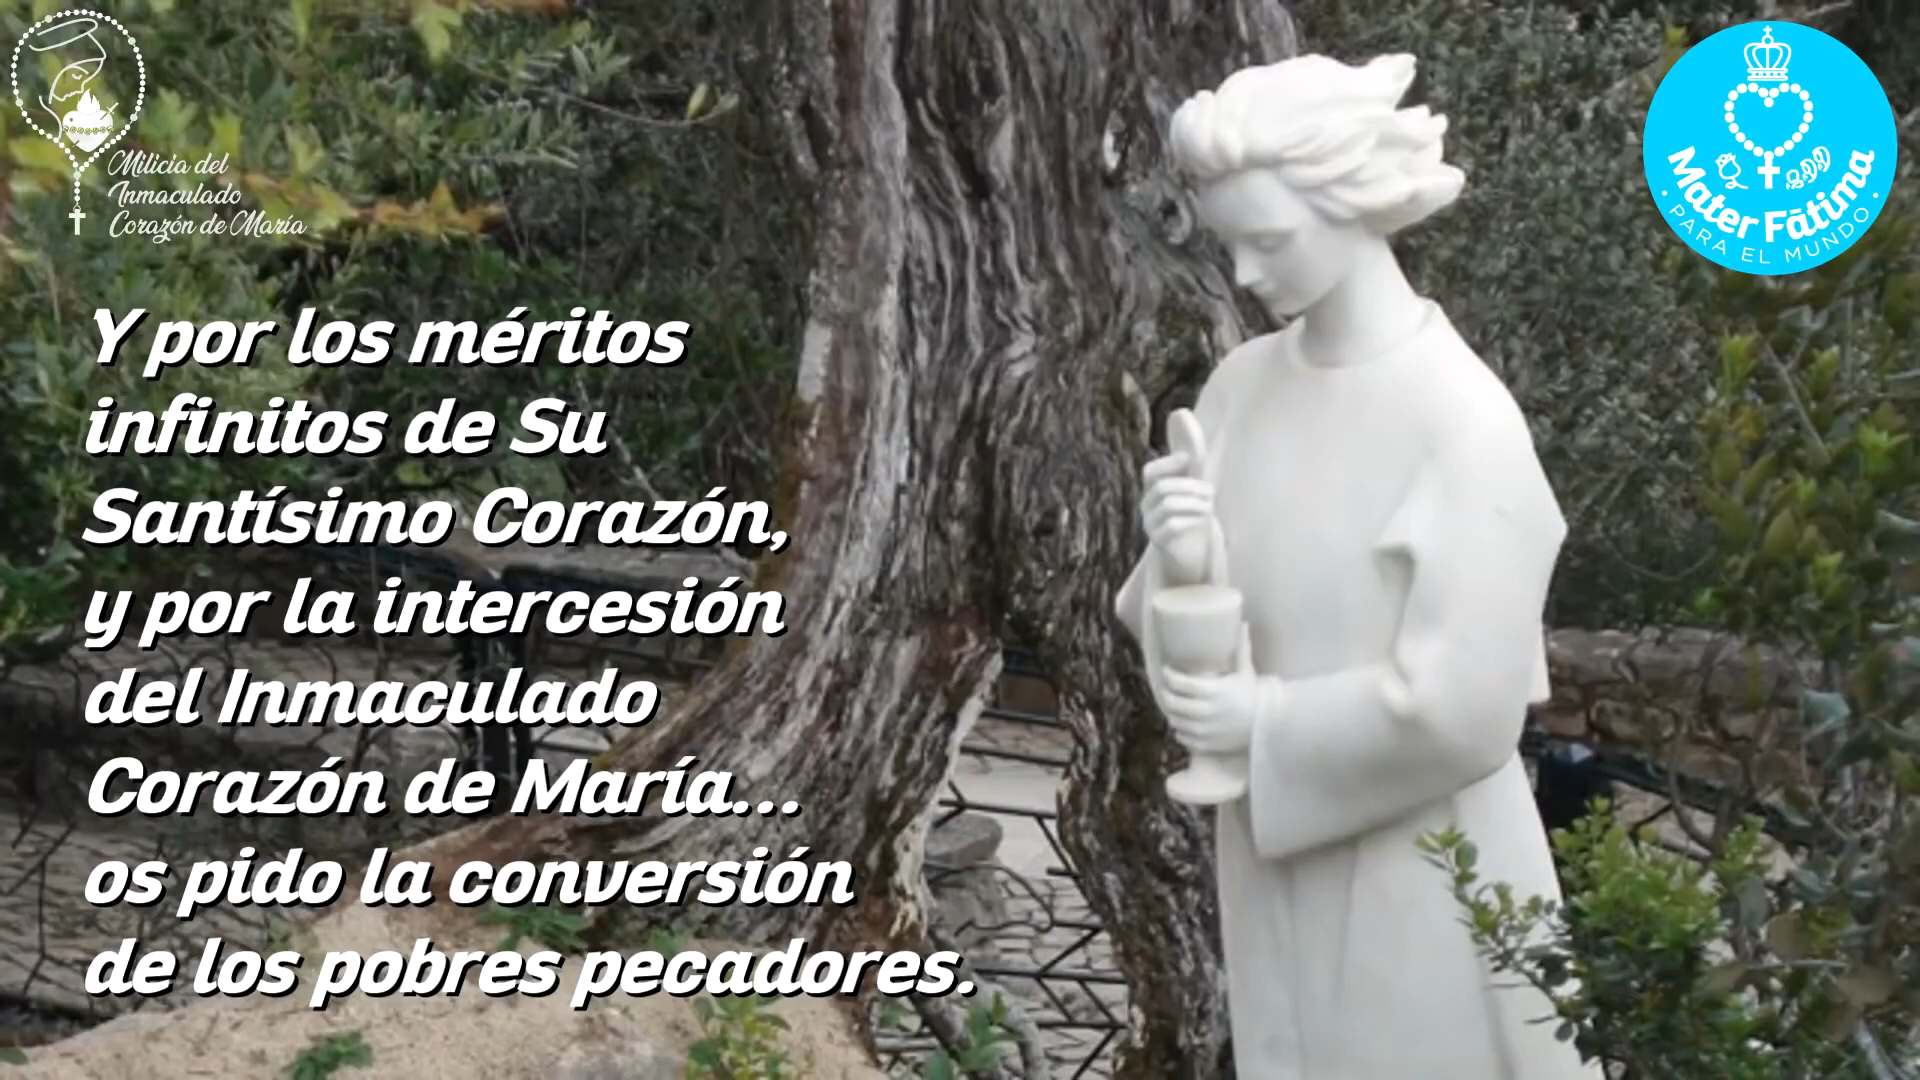 Milicia del
Inmaculado
Corazón de María
Mater Fãtima
· PARA EL MUNDO ·
Y por los méritos
infinitos de Su
Santísimo Corazón,
y por la intercesión
del Inmaculado
Corazón de María...
os pido la conversión
de los pobres pecadores.